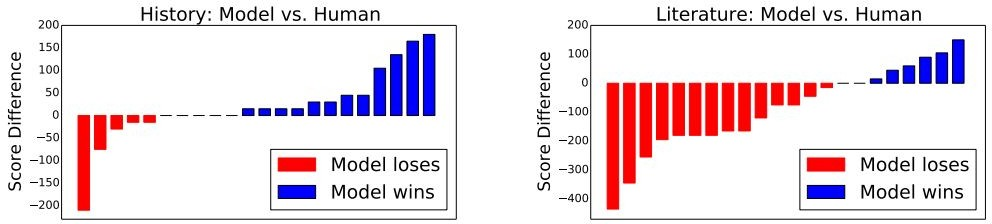 History: Model vs. Human
Score Difference
200
150
100
50
0
−50
−100
−150
−200
Model loses
Model wins
Literature: Model vs. Human
Score Difference
200
100
0
−100
−200
−300
−400
Model loses
Model wins